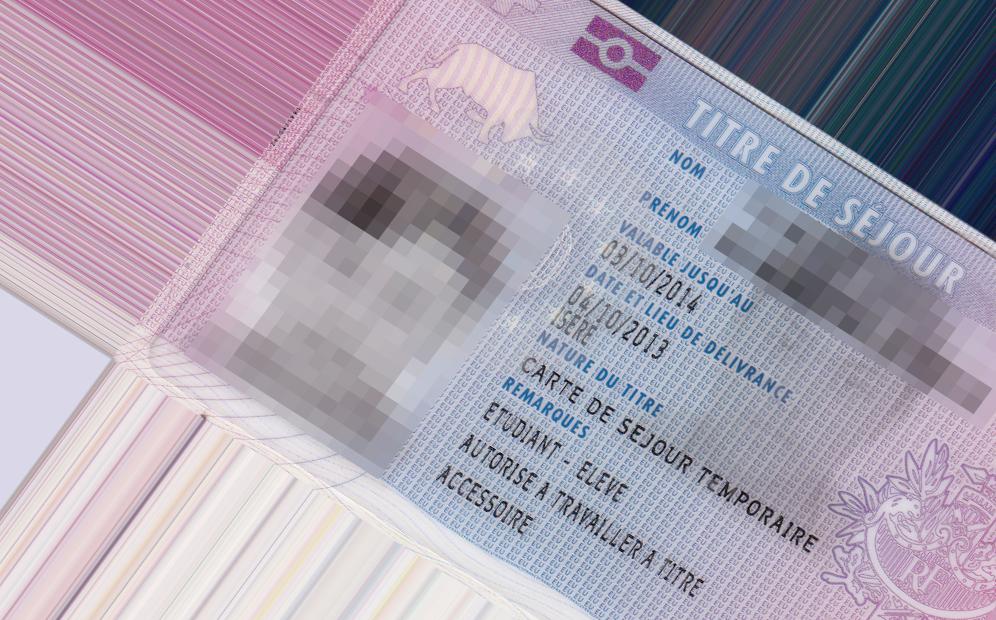 TITRE DE SÉJOUR
NOM
PRÉNOM
VALABLE JUSQU'AU
03/10/2014
DATE ET LIEU DE DÉLIVRANCE
04/10/2013
ISERE
NATURE DU TITRE
CARTE DE SEJOUR TEMPORAIRE
REMARQUES
ETUDIANT - ELEVE
AUTORISE A TRAVAILLER A TITRE
ACCESSOIRE
RF